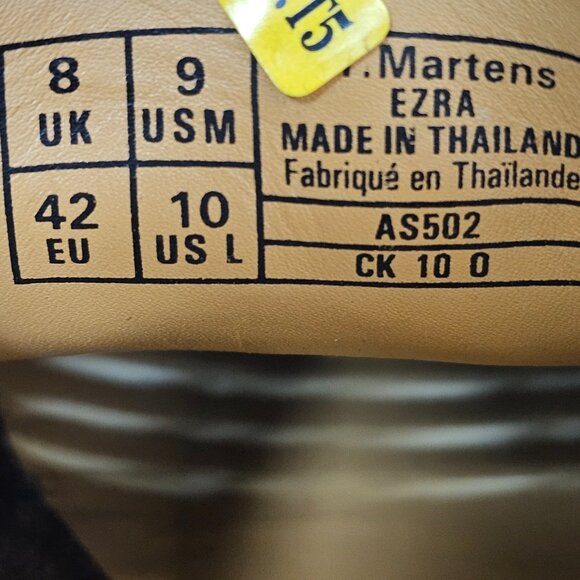 .T5
8
UK
9
USM
42
EU
10
US L
.Martens
EZRA
MADE IN THAILAND
Fabriqué en Thaïlande
AS502
CK 10 0